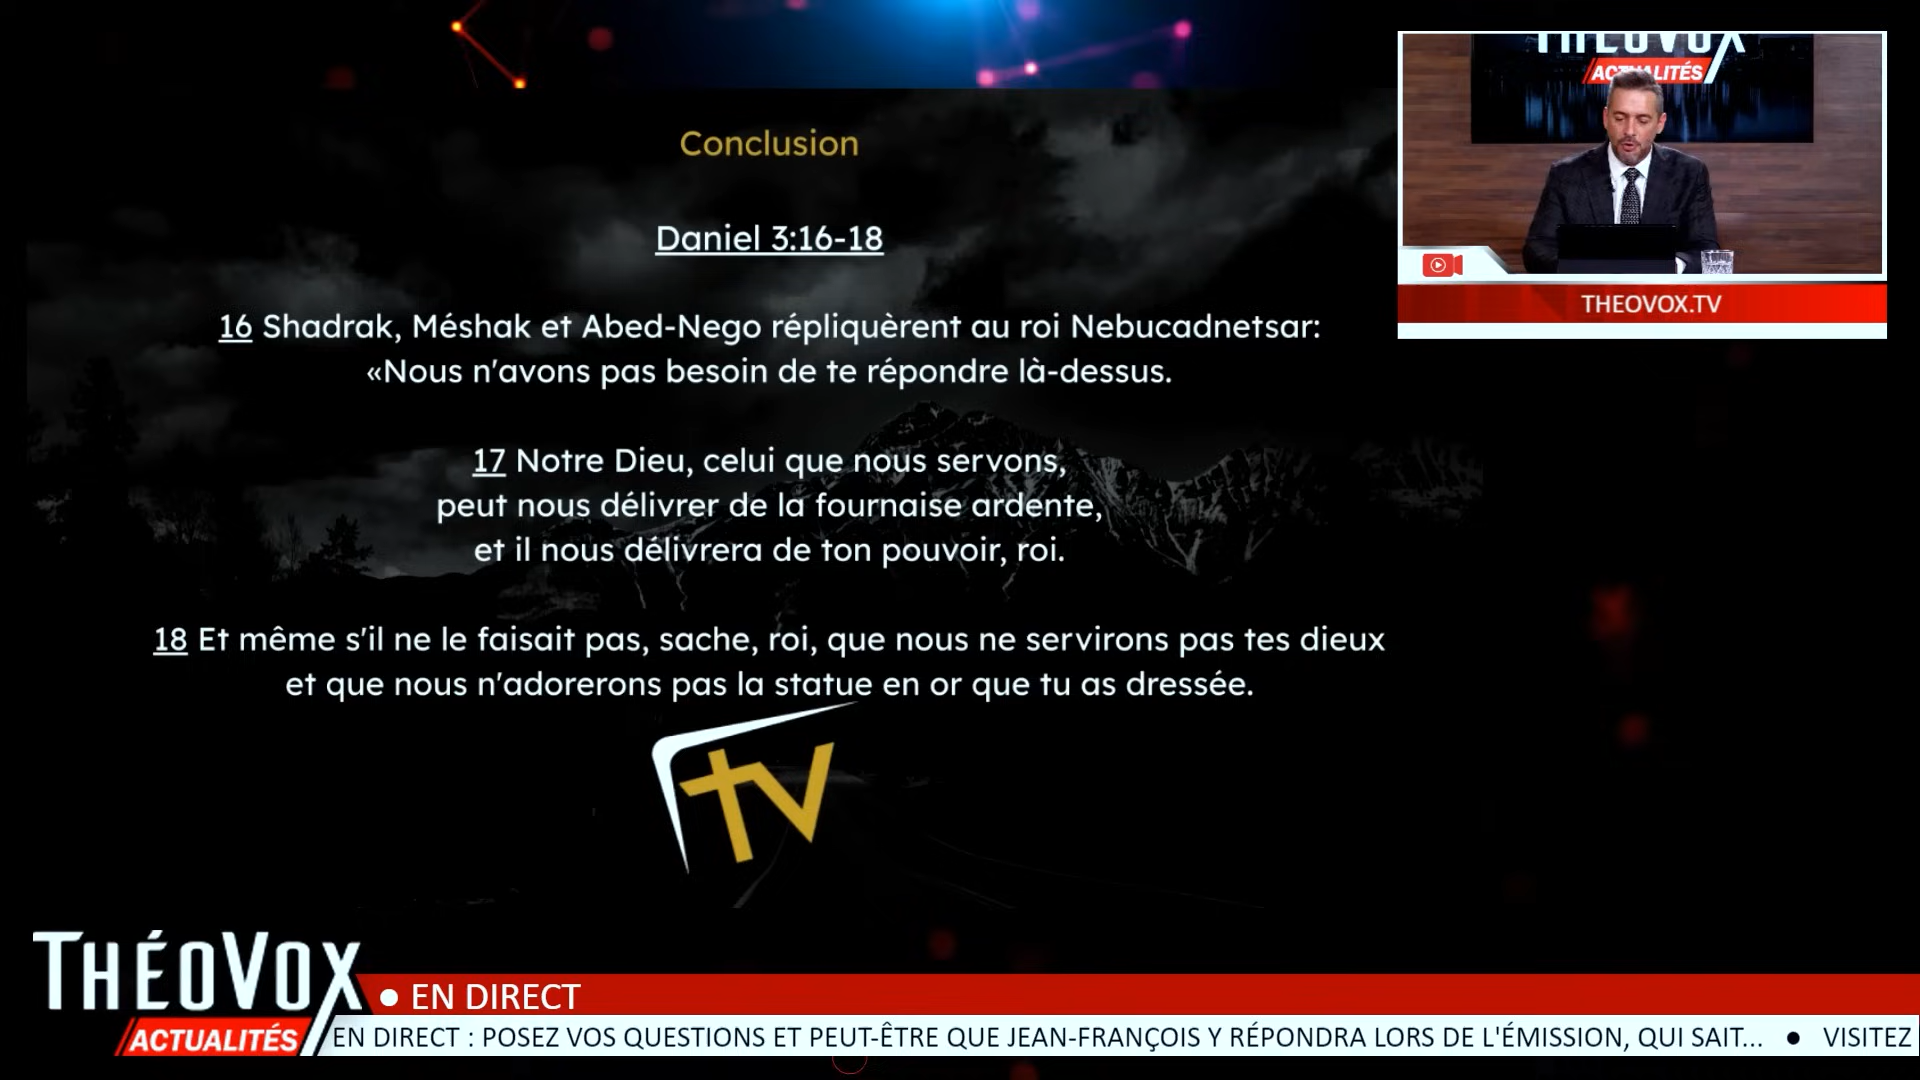 Conclusion
Daniel 3:16-18
16 Shadrak, Méshak et Abed-Nego répliquèrent au roi Nebucadnetsar:
«Nous n'avons pas besoin de te répondre là-dessus.
17 Notre Dieu, celui que nous servons,
peut nous délivrer de la fournaise ardente,
et il nous délivrera de ton pouvoir, roi.
18 Et même s'il ne le faisait pas, sache, roi, que nous ne servirons pas tes dieux
et que nous n'adorerons pas la statue en or que tu as dressée.
TV
THÉOVOX
ACTUALITÉS
THEOVOX.TV
THÉOVOX
ACTUALITÉS
● EN DIRECT
EN DIRECT : POSEZ VOS QUESTIONS ET PEUT-ÊTRE QUE JEAN-FRANÇOIS Y RÉPONDRA LORS DE L'ÉMISSION, QUI SAIT... ● VISITEZ